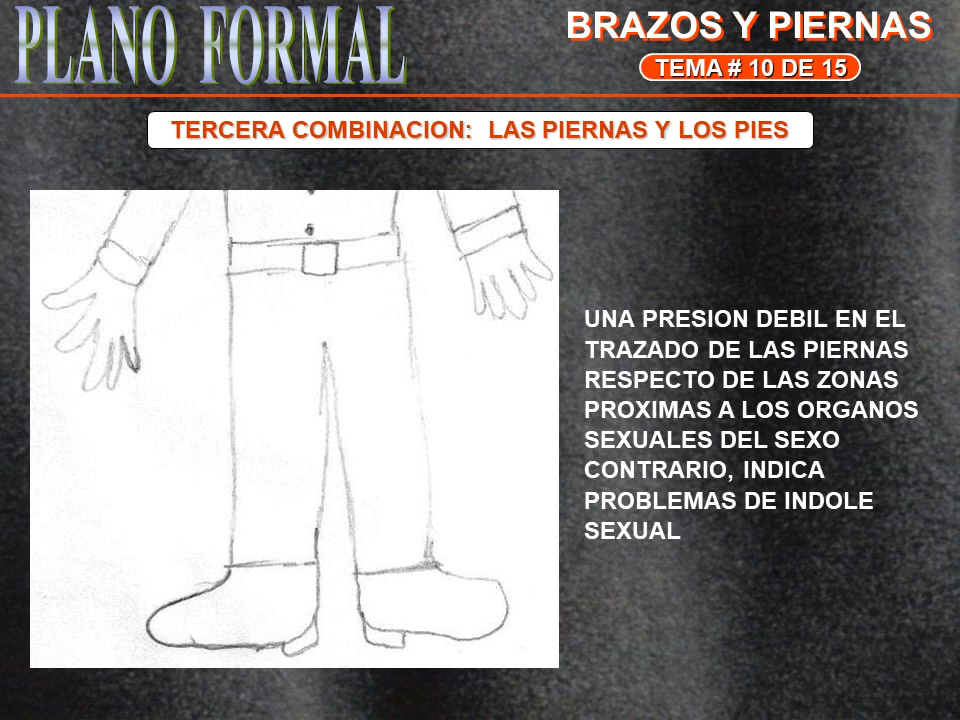 PLANO FORMAL
BRAZOS Y PIERNAS
TEMA # 10 DE 15
TERCERA COMBINACION: LAS PIERNAS Y LOS PIES
UNA PRESION DEBIL EN EL
TRAZADO DE LAS PIERNAS
RESPECTO DE LAS ZONAS
PROXIMAS A LOS ORGANOS
SEXUALES DEL SEXO
CONTRARIO, INDICA
PROBLEMAS DE INDOLE
SEXUAL